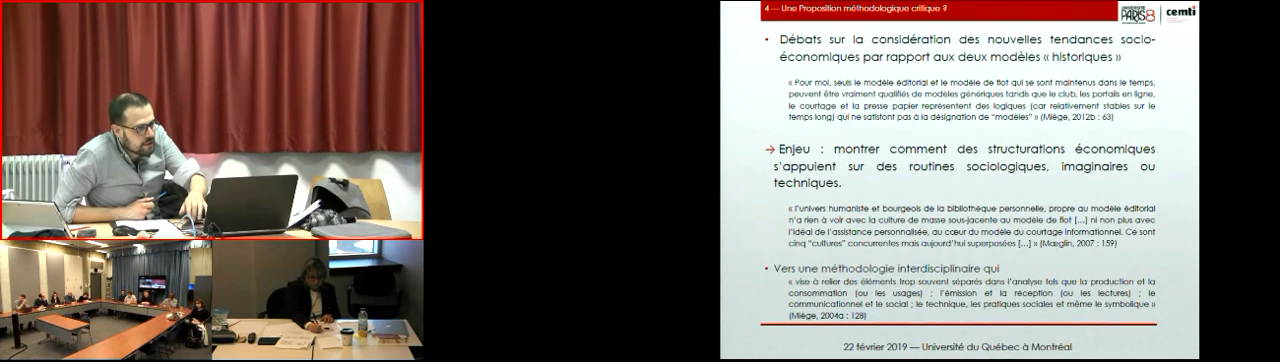 4 — Une Proposition méthodologique critique ?
UNIVERSITÉ
PARIS8
cemti
• Débats sur la considération des nouvelles tendances socio-
économiques par rapport aux deux modèles « historiques »
« Pour moi, seuls le modèle éditorial et le modèle de flot qui se sont maintenus dans le temps,
peuvent être vraiment qualifiés de modèles génériques tandis que le club, les portails en ligne,
le courtage et la presse papier représentent des logiques (car relativement stables sur le
temps long) qui ne satisfont pas à la désignation de “modèles” » (Miège, 2012b : 63)
→ Enjeu : montrer comment des structurations économiques
s’appuient sur des routines sociologiques, imaginaires ou
techniques.
« l’univers humaniste et bourgeois de la bibliothèque personnelle, propre au modèle éditorial
n’a rien à voir avec la culture de masse sous-jacente au modèle de flot [...] ni non plus avec
l’idéal de l’assistance personnalisée, au cœur du modèle du courtage informationnel. Ce sont
cinq “cultures” concurrentes mais aujourd’hui superposées [...] » (Mœglin, 2007 : 159)
• Vers une méthodologie interdisciplinaire qui
« vise à relier des éléments trop souvent séparés dans l’analyse tels que la production et la
consommation (ou les usages) ; l’émission et la réception (ou les lectures) ; le
communicationnel et le social ; le technique, les pratiques sociales et même le symbolique »
(Miège, 2004a : 128)
22 février 2019 — Université du Québec à Montréal